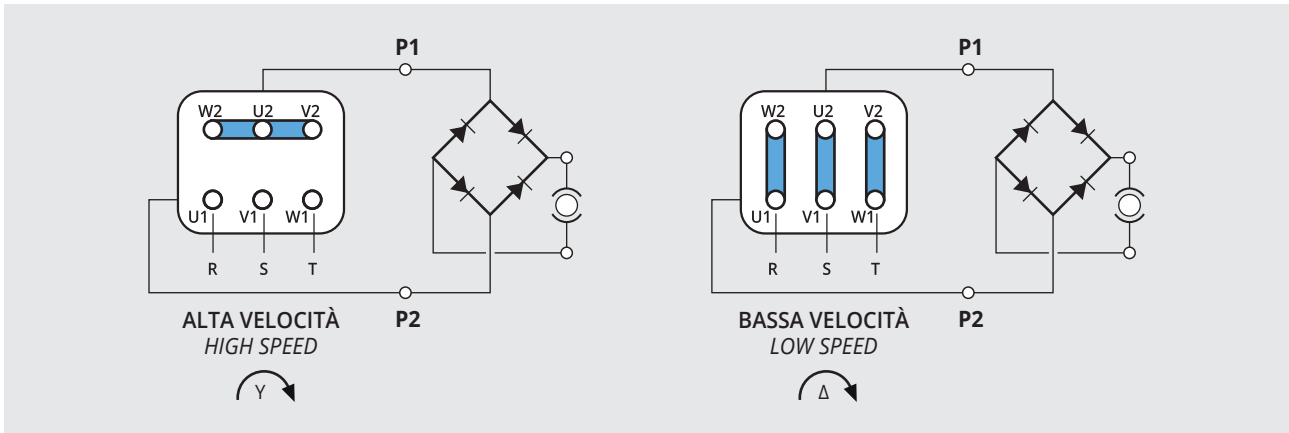 P1
W2 U2 V2
U1 V1 W1
R S T
P2
ALTA VELOCITÀ
HIGH SPEED
Y
P1
W2 U2 V2
U1 V1 W1
R S T
P2
BASSA VELOCITÀ
LOW SPEED
Δ